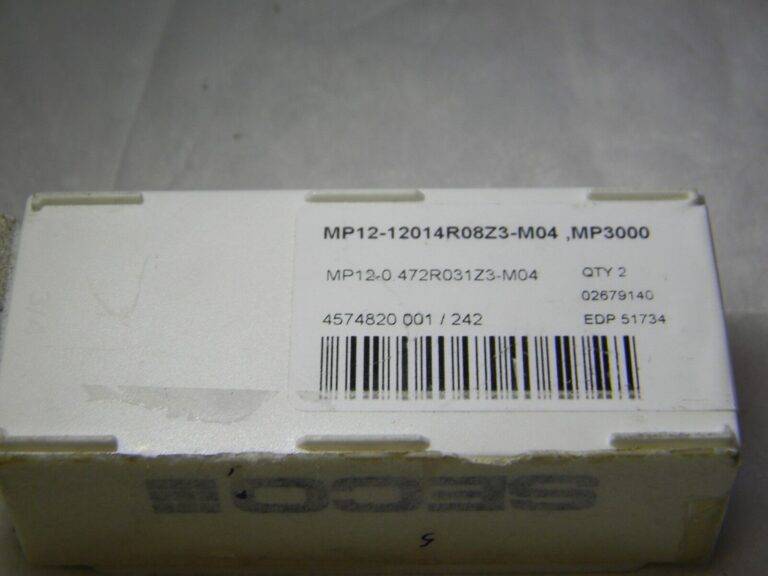 MP12-12014R08Z3-M04 ,MP3000
MP12-0.472R031Z3-M04
QTY 2
02679140
4574820 001 / 242
EDP 51734
SECO